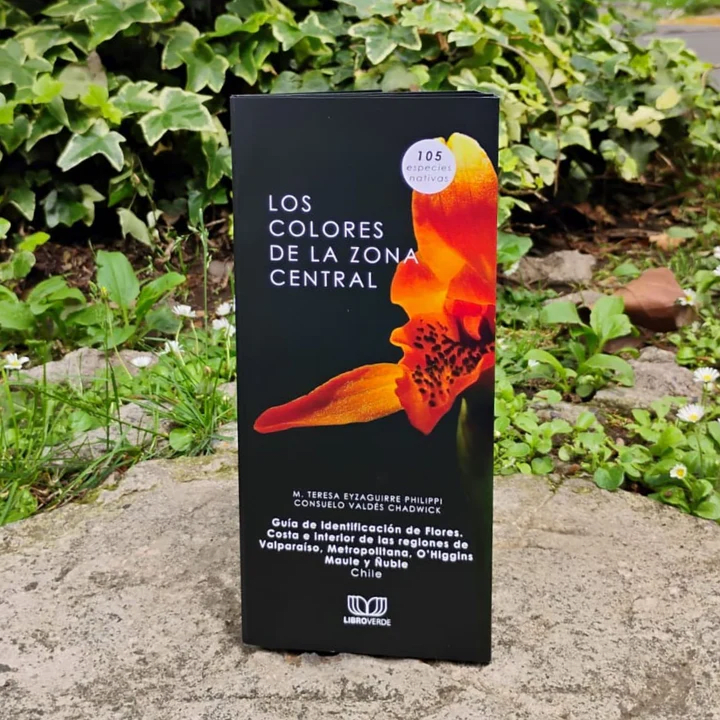 105
especies
nativas
LOS
COLORES
DE LA ZONA
CENTRAL
M. TERESA EYZAGUIRRE PHILIPPI
CONSUELO VALDÉS CHADWICK
Guía de Identificación de Flores.
Costa e interior de las regiones de
Valparaíso, Metropolitana, O'Higgins
Maule y Ñuble
Chile
LIBROVERDE